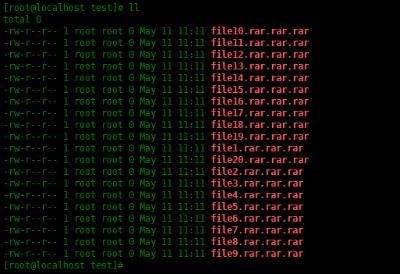 [root@localhost test]# ll
total 0
-rw-r--r-- 1 root root 0 May 11 11:11 file10.rar.rar.rar
-rw-r--r-- 1 root root 0 May 11 11:11 file11.rar.rar.rar
-rw-r--r-- 1 root root 0 May 11 11:11 file12.rar.rar.rar
-rw-r--r-- 1 root root 0 May 11 11:11 file13.rar.rar.rar
-rw-r--r-- 1 root root 0 May 11 11:11 file14.rar.rar.rar
-rw-r--r-- 1 root root 0 May 11 11:11 file15.rar.rar.rar
-rw-r--r-- 1 root root 0 May 11 11:11 file16.rar.rar.rar
-rw-r--r-- 1 root root 0 May 11 11:11 file17.rar.rar.rar
-rw-r--r-- 1 root root 0 May 11 11:11 file18.rar.rar.rar
-rw-r--r-- 1 root root 0 May 11 11:11 file19.rar.rar.rar
-rw-r--r-- 1 root root 0 May 11 11:11 file1.rar.rar.rar
-rw-r--r-- 1 root root 0 May 11 11:11 file20.rar.rar.rar
-rw-r--r-- 1 root root 0 May 11 11:11 file2.rar.rar.rar
-rw-r--r-- 1 root root 0 May 11 11:11 file3.rar.rar.rar
-rw-r--r-- 1 root root 0 May 11 11:11 file4.rar.rar.rar
-rw-r--r-- 1 root root 0 May 11 11:11 file5.rar.rar.rar
-rw-r--r-- 1 root root 0 May 11 11:11 file6.rar.rar.rar
-rw-r--r-- 1 root root 0 May 11 11:11 file7.rar.rar.rar
-rw-r--r-- 1 root root 0 May 11 11:11 file8.rar.rar.rar
-rw-r--r-- 1 root root 0 May 11 11:11 file9.rar.rar.rar
[root@localhost test]#